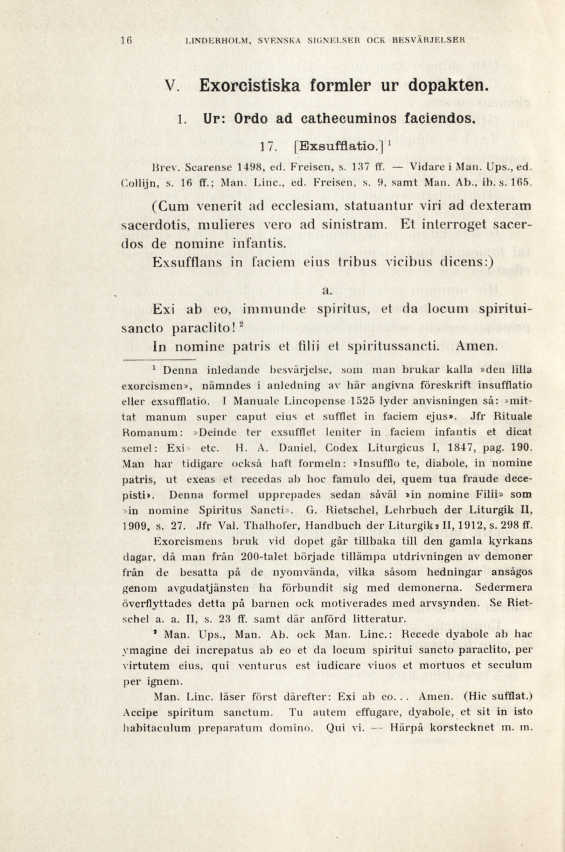 16 LINDERHOLM, SVENSKA SIGNELSER OCK BESVÄRJELSER
V. Exorcistiska formler ur dopakten.
1. Ur: Ordo ad cathecuminos faciendos.
17. [Exsufflatio.] ¹
Brev. Scarense 1498, ed. Freisen, s. 137 ff. — Vidare i Man. Ups., ed.
Collijn, s. 16 ff.; Man. Linc., ed. Freisen, s. 9, samt Man. Ab., ib. s. 165.
(Cum venerit ad ecclesiam, statuantur viri ad dexteram
sacerdotis, mulieres vero ad sinistram. Et interroget sacer-
dos de nomine infantis.
Exsufflans in faciem eius tribus vicibus dicens:)
a.
Exi ab eo, immunde spiritus, et da locum spiritui-
sancto paraclito! ²
In nomine patris et filii et spiritussancti. Amen.
¹ Denna inledande besvärjelse, som man brukar kalla »den lilla
exorcismen», nämndes i anledning av här angivna föreskrift insufflatio
eller exsufflatio. I Manuale Lincopense 1525 lyder anvisningen så: »mit-
tat manum super caput eius et sufflet in faciem ejus». Jfr Rituale
Romanum: »Deinde ter exsufflet leniter in faciem infantis et dicat
semel: Exi» etc. H. A. Daniel, Codex Liturgicus I, 1847, pag. 190.
Man har tidigare också haft formeln: »Insufflo te, diabole, in nomine
patris, ut exeas et recedas ab hoc famulo dei, quem tua fraude dece-
pisti». Denna formel upprepades sedan såväl »in nomine Filii» som
»in nomine Spiritus Sancti». G. Rietschel, Lehrbuch der Liturgik II,
1909, s. 27. Jfr Val. Thalhofer, Handbuch der Liturgik² II, 1912, s. 298 ff.
Exorcismens bruk vid dopet går tillbaka till den gamla kyrkans
dagar, då man från 200-talet började tillämpa utdrivningen av demoner
från de besatta på de nyomvända, vilka såsom hedningar ansågos
genom avgudatjänsten ha förbundit sig med demonerna. Sedermera
överflyttades detta på barnen ock motiverades med arvsynden. Se Riet-
schel a. a. II, s. 23 ff. samt där anförd litteratur.
² Man. Ups., Man. Ab. ock Man. Linc.: Recede dyabole ab hac
ymagine dei increpatus ab eo et da locum spiritui sancto paraclito, per
virtutem eius, qui venturus est iudicare viuos et mortuos et seculum
per ignem.
Man. Linc. läser först därefter: Exi ab eo... Amen. (Hic sufflat.)
Accipe spiritum sanctum. Tu autem effugare, dyabole, et sit in isto
habitaculum preparatum domino. Qui vi. — Härpå korstecknet m. m.